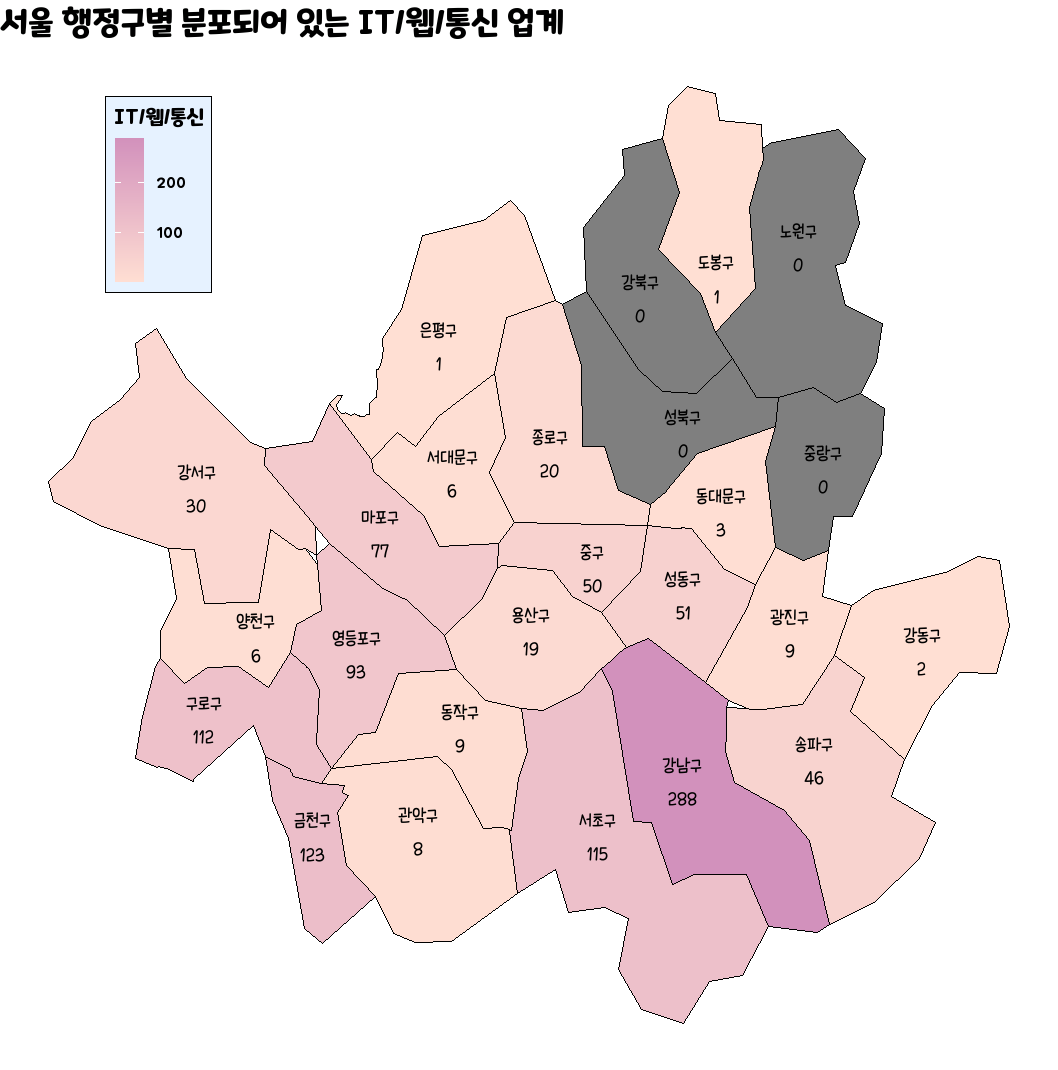 서울 행정구별 분포되어 있는 IT/웹/통신 업계
IT/웹/통신
200
100
도봉구
1
노원구
0
강북구
0
은평구
1
성북구
0
종로구
20
중랑구
0
서대문구
6
강서구
30
동대문구
3
마포구
77
중구
50
성동구
51
용산구
19
광진구
9
양천구
6
강동구
2
영등포구
93
구로구
112
동작구
9
송파구
46
강남구
288
관악구
8
서초구
115
금천구
123